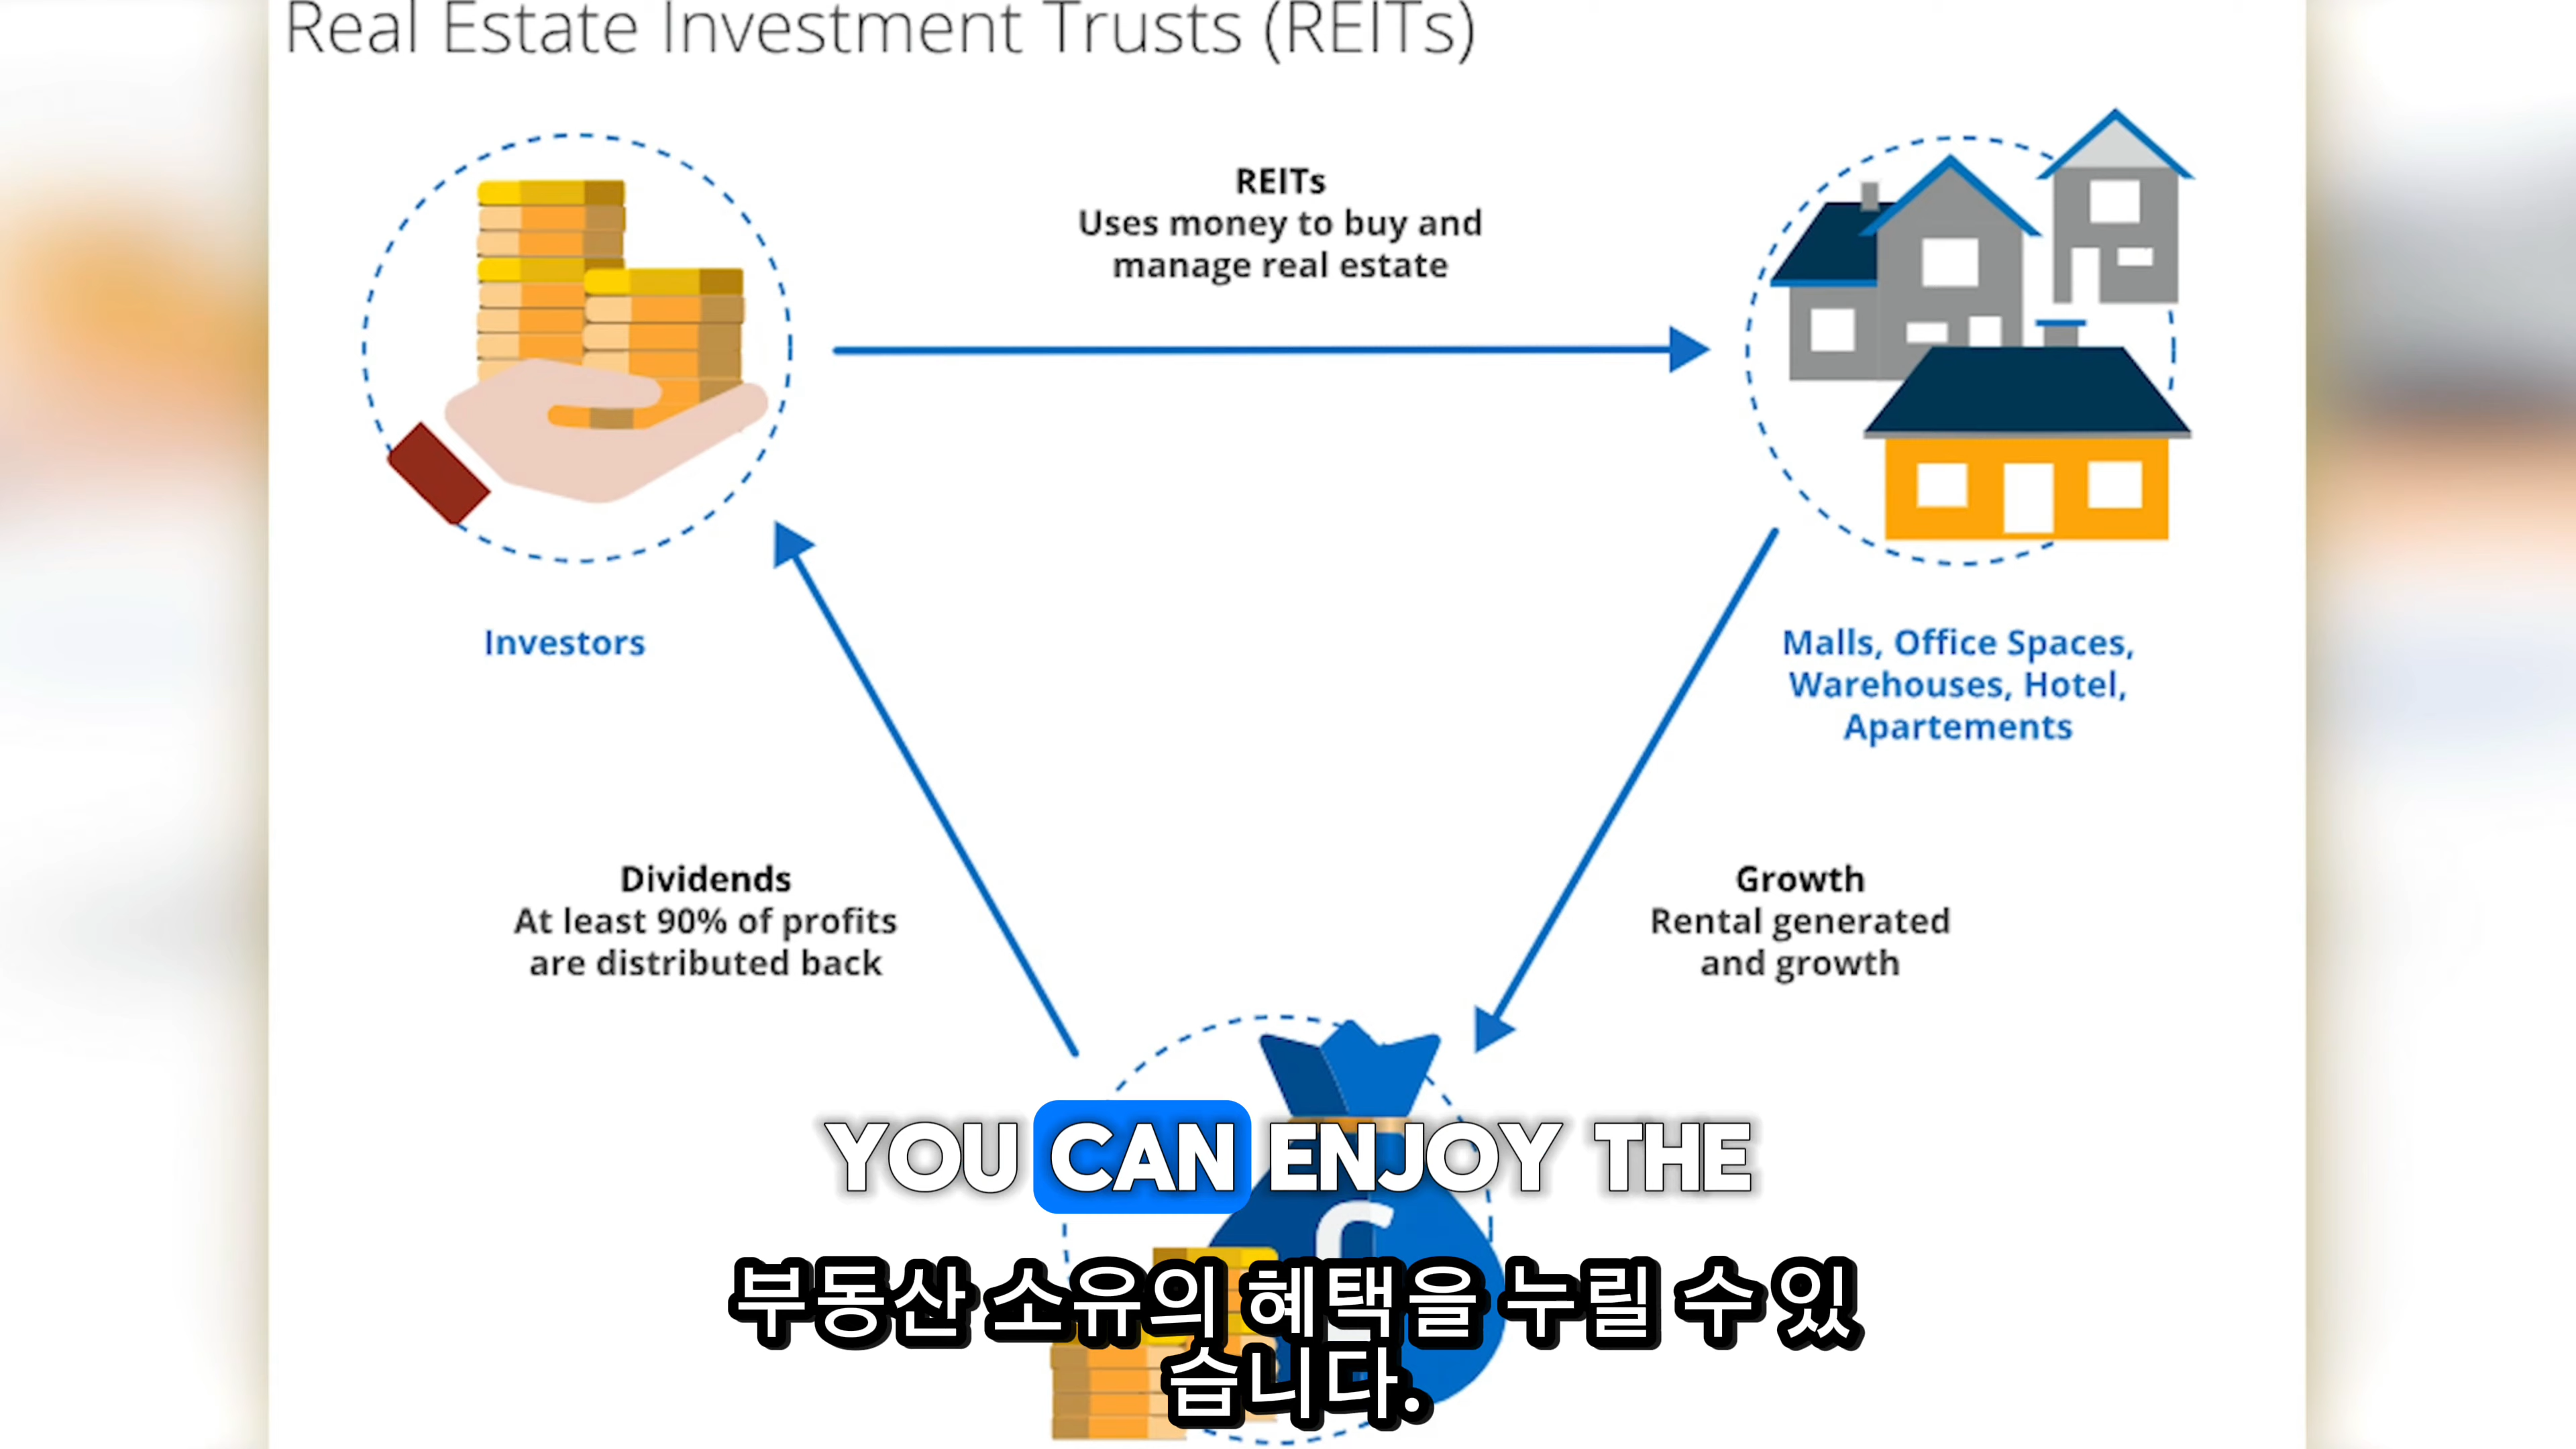 Real Estate Investment Trusts (REITs)
REITs
Uses money to buy and
manage real estate
Investors
Malls, Office Spaces,
Warehouses, Hotel,
Apartements
Dividends
At least 90% of profits
are distributed back
Growth
Rental generated
and growth
YOU CAN ENJOY THE
부동산 소유의 혜택을 누릴 수 있
습니다.